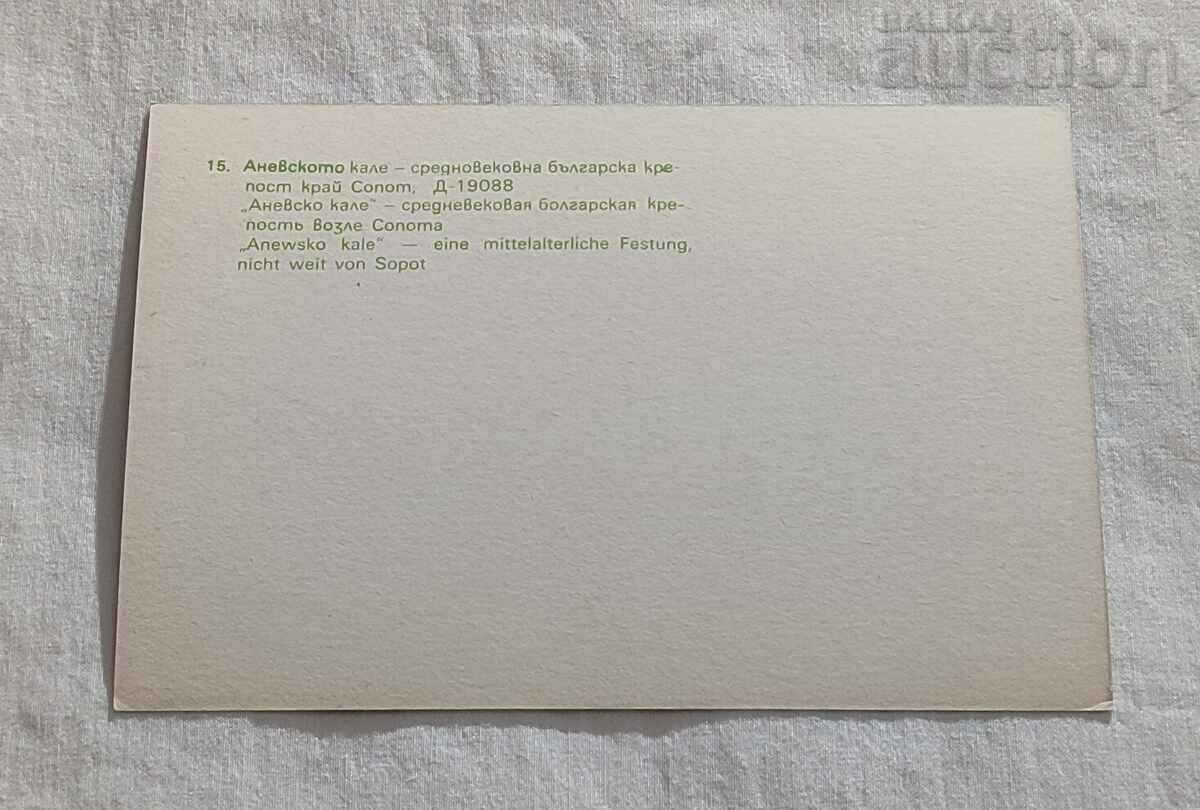 BALKAN
auction
15. Аневското кале – средновековна българска кре-
пост край Сопот, Д-19088
„Аневско кале“ – средневековая болгарская кре-
пость возле Сопота
„Anewsko kale“ — eine mittelalterliche Festung,
nicht weit von Sopot